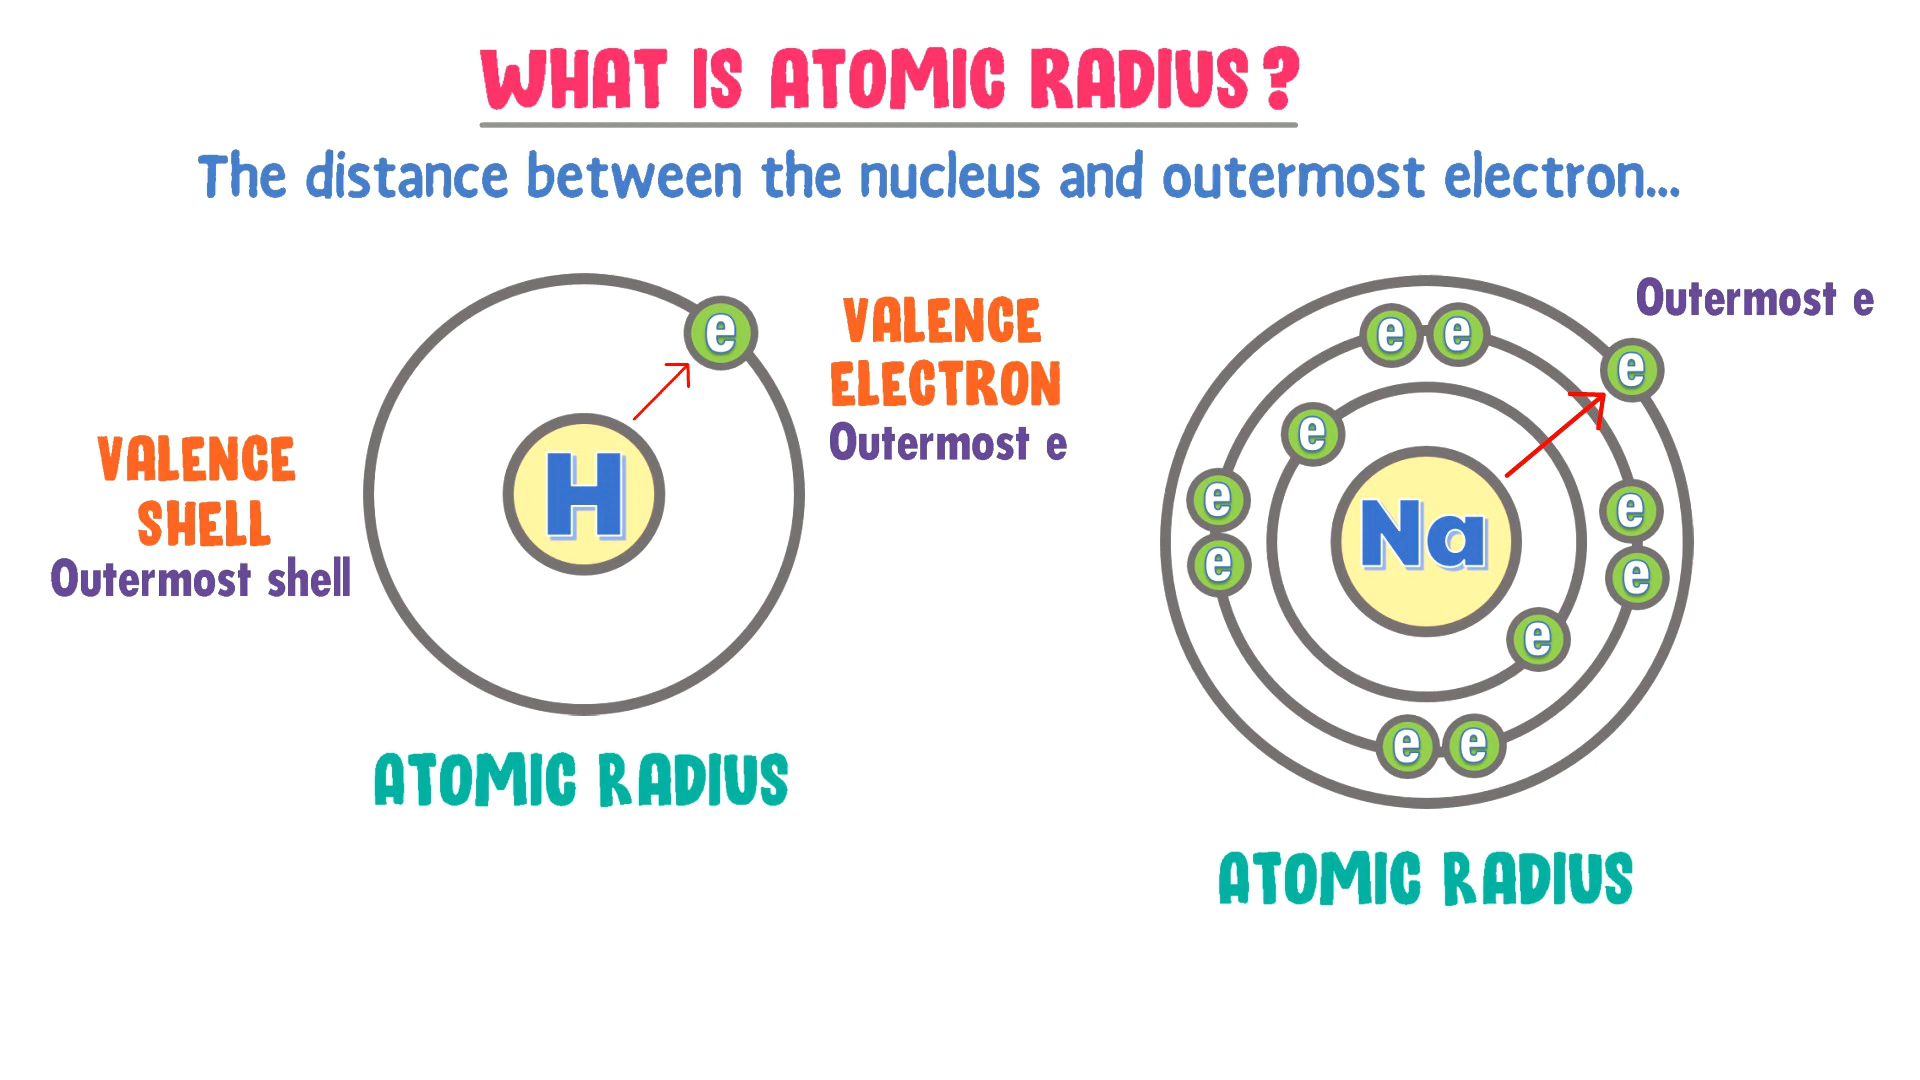 WHAT IS ATOMIC RADIUS?
The distance between the nucleus and outermost electron...
VALENCE
SHELL
Outermost shell
e
H
VALENCE
ELECTRON
Outermost e
ATOMIC RADIUS
Outermost e
e e
e
e
e
e
Na
e
e
e
e e
ATOMIC RADIUS